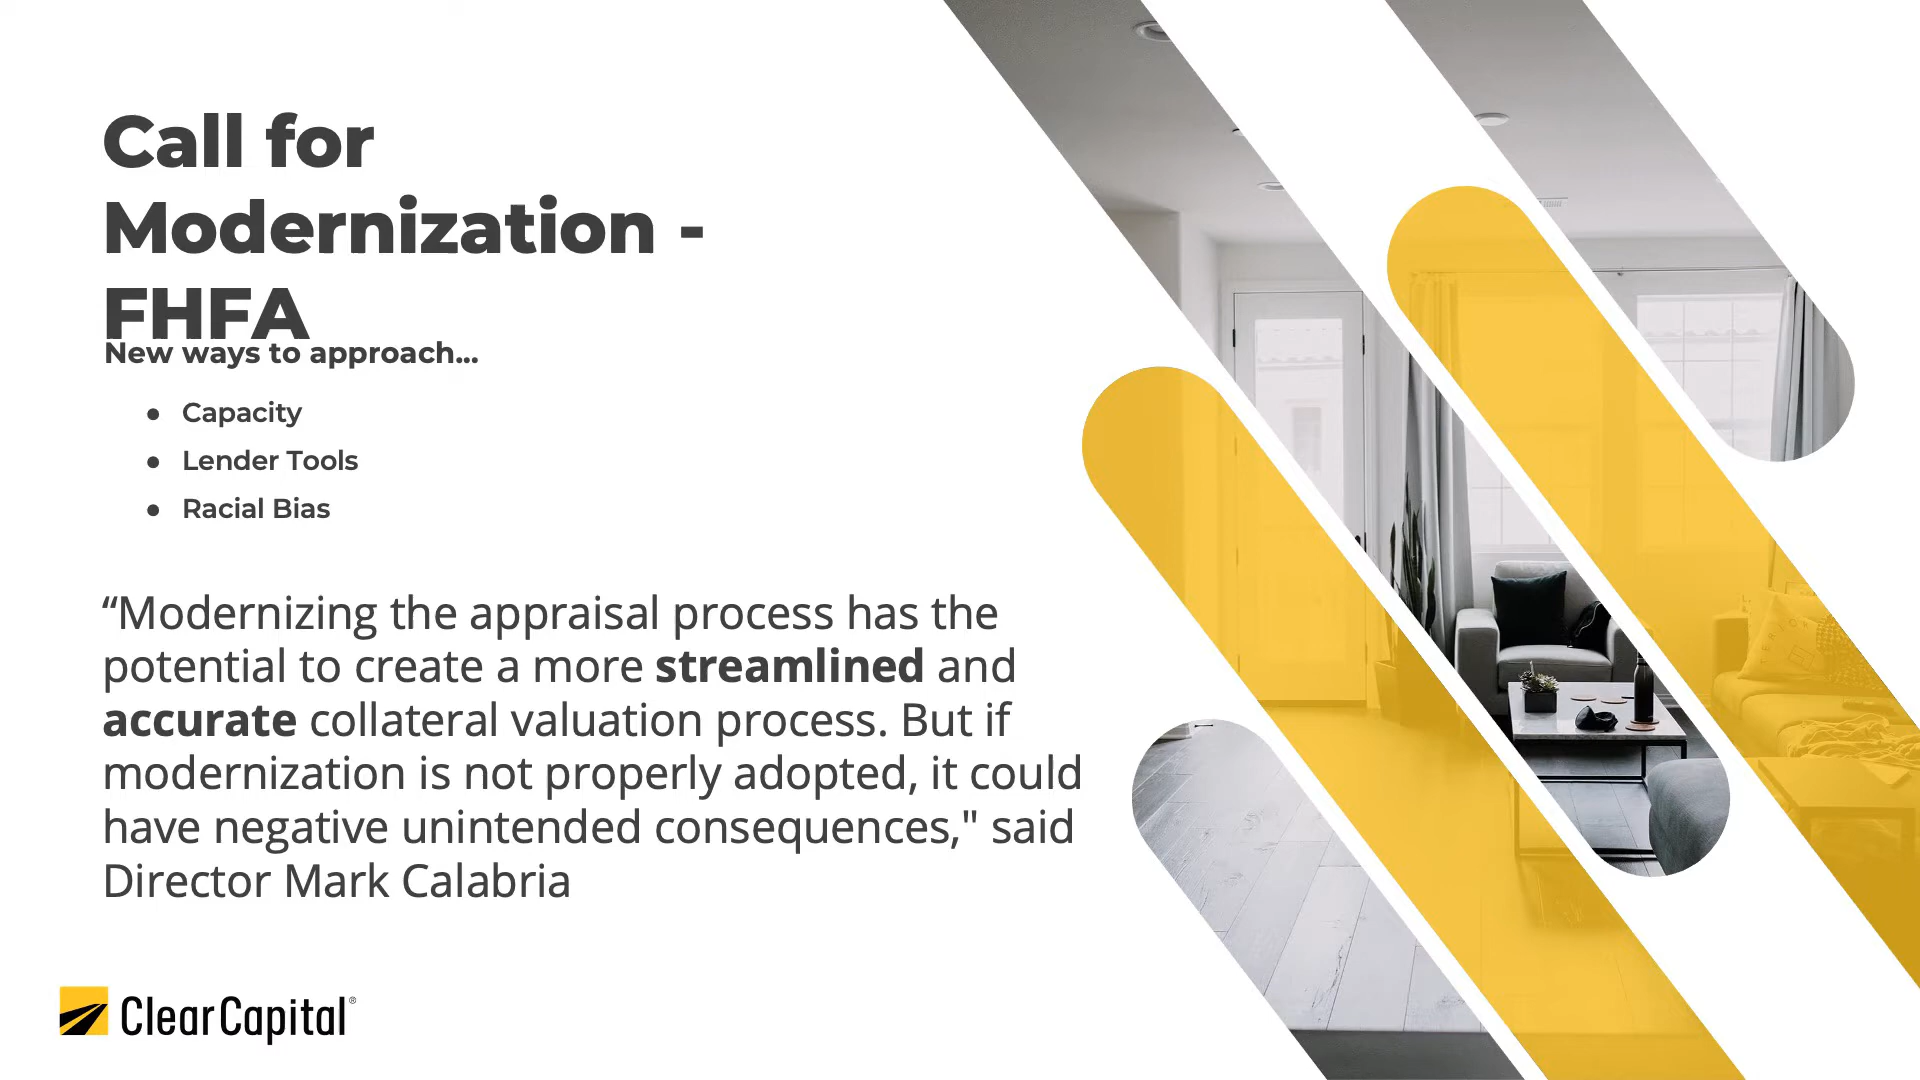 Call for
Modernization -
FHFA
New ways to approach...
● Capacity
● Lender Tools
● Racial Bias
“Modernizing the appraisal process has the
potential to create a more streamlined and
accurate collateral valuation process. But if
modernization is not properly adopted, it could
have negative unintended consequences," said
Director Mark Calabria
ClearCapital®